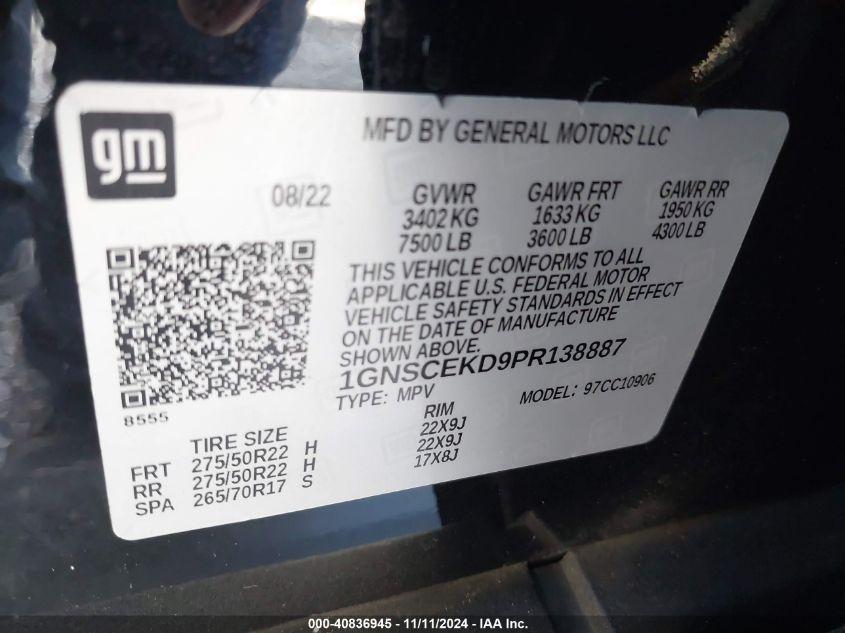 gm
MFD BY GENERAL MOTORS LLC
08/22 GVWR GAWR FRT GAWR RR
3402 KG 1633 KG 1950 KG
7500 LB 3600 LB 4300 LB
THIS VEHICLE CONFORMS TO ALL
APPLICABLE U.S. FEDERAL MOTOR
VEHICLE SAFETY STANDARDS IN EFFECT
ON THE DATE OF MANUFACTURE
SHOWN ABOVE.
1GNSCEKD9PR138887
TYPE: MPV MODEL: 97CC10906
8555
TIRE SIZE RIM
FRT 275/50R22 H 22X9J
RR 275/50R22 H 22X9J
SPA 265/70R17 S 17X8J
000-40836945 - 11/11/2024 - IAA Inc.